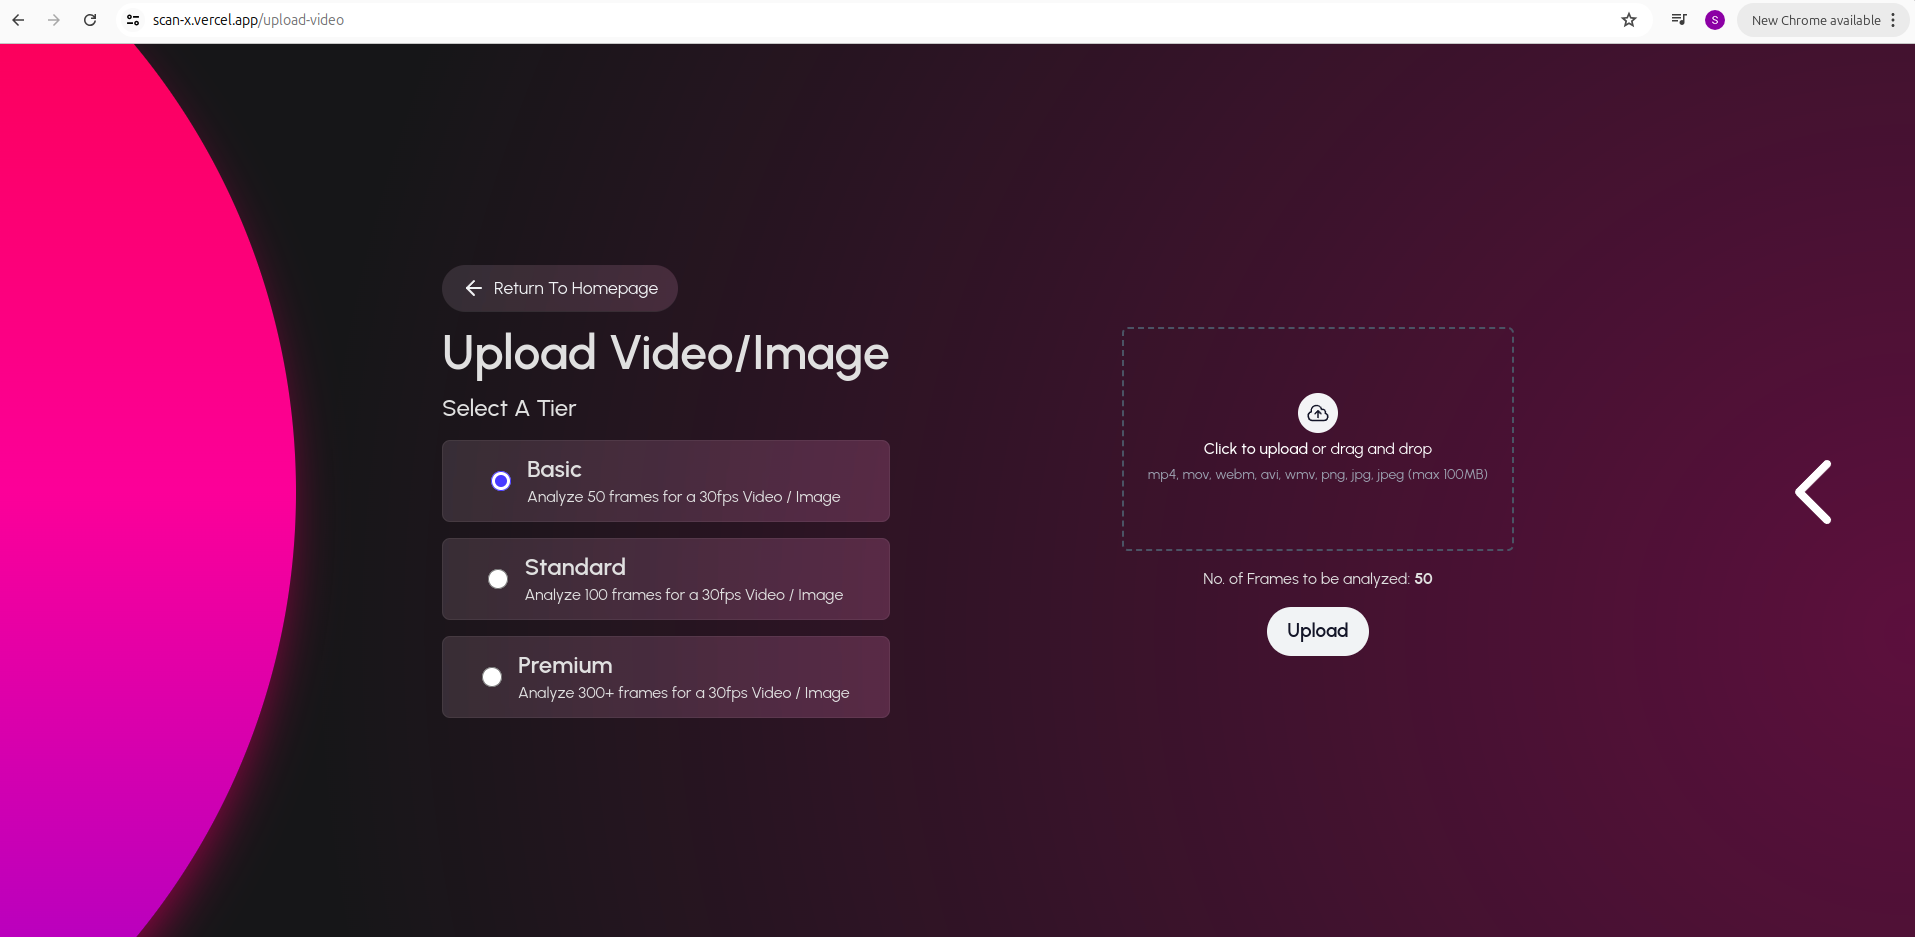 scan-x.vercel.app/upload-video
S
New Chrome available
Return To Homepage
Upload Video/Image
Select A Tier
Basic
Analyze 50 frames for a 30fps Video / Image
Standard
Analyze 100 frames for a 30fps Video / Image
Premium
Analyze 300+ frames for a 30fps Video / Image
Click to upload or drag and drop
mp4, mov, webm, avi, wmv, png, jpg, jpeg (max 100MB)
No. of Frames to be analyzed: 50
Upload